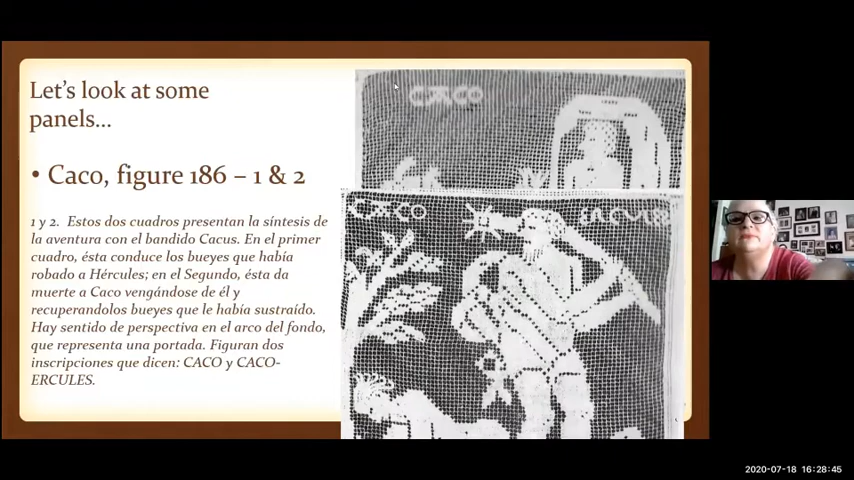 Let's look at some
panels...
• Caco, figure 186 – 1 & 2
1 y 2. Estos dos cuadros presentan la síntesis de
la aventura con el bandido Cacus. En el primer
cuadro, ésta conduce los bueyes que había
robado a Hércules; en el Segundo, ésta da
muerte a Caco vengándose de él y
recuperandolos bueyes que le había sustraído.
Hay sentido de perspectiva en el arco del fondo,
que representa una portada. Figuran dos
inscripciones que dicen: CACO y CACO-
ERCULES.
CACO
CACO
2020-07-18 16:28:45